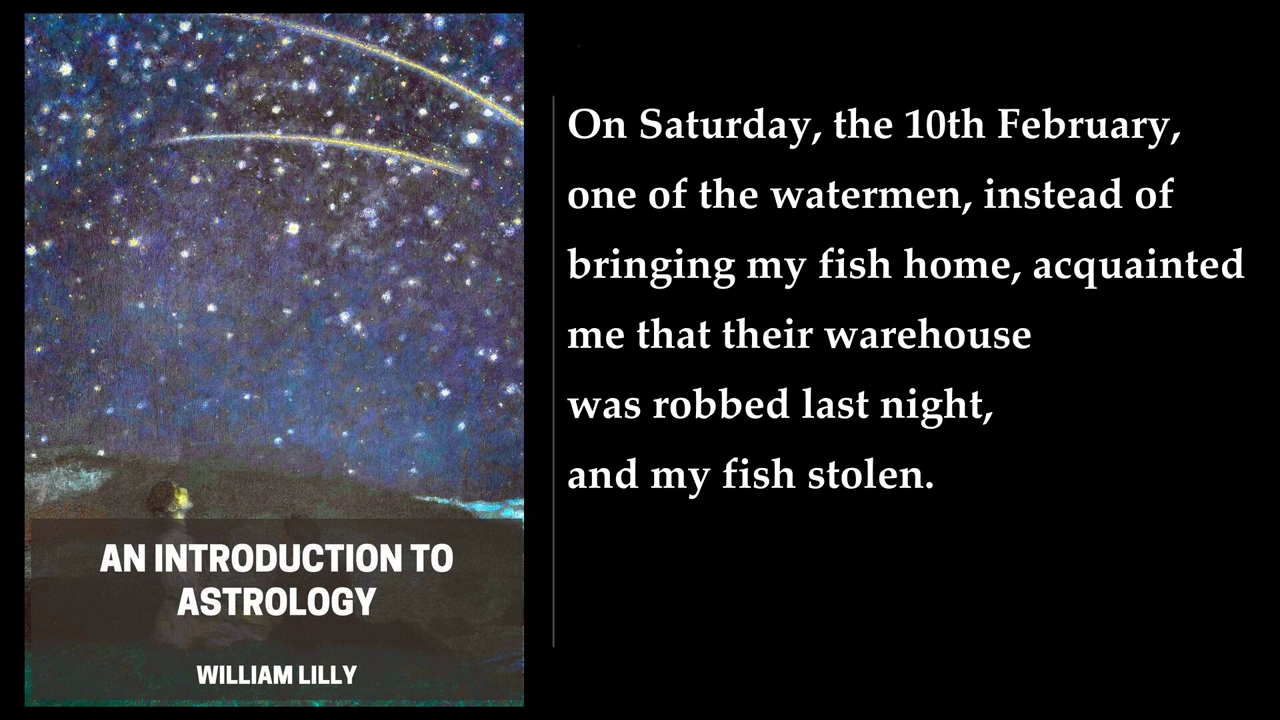 AN INTRODUCTION TO
ASTROLOGY
WILLIAM LILLY
On Saturday, the 10th February,
one of the watermen, instead of
bringing my fish home, acquainted
me that their warehouse
was robbed last night,
and my fish stolen.